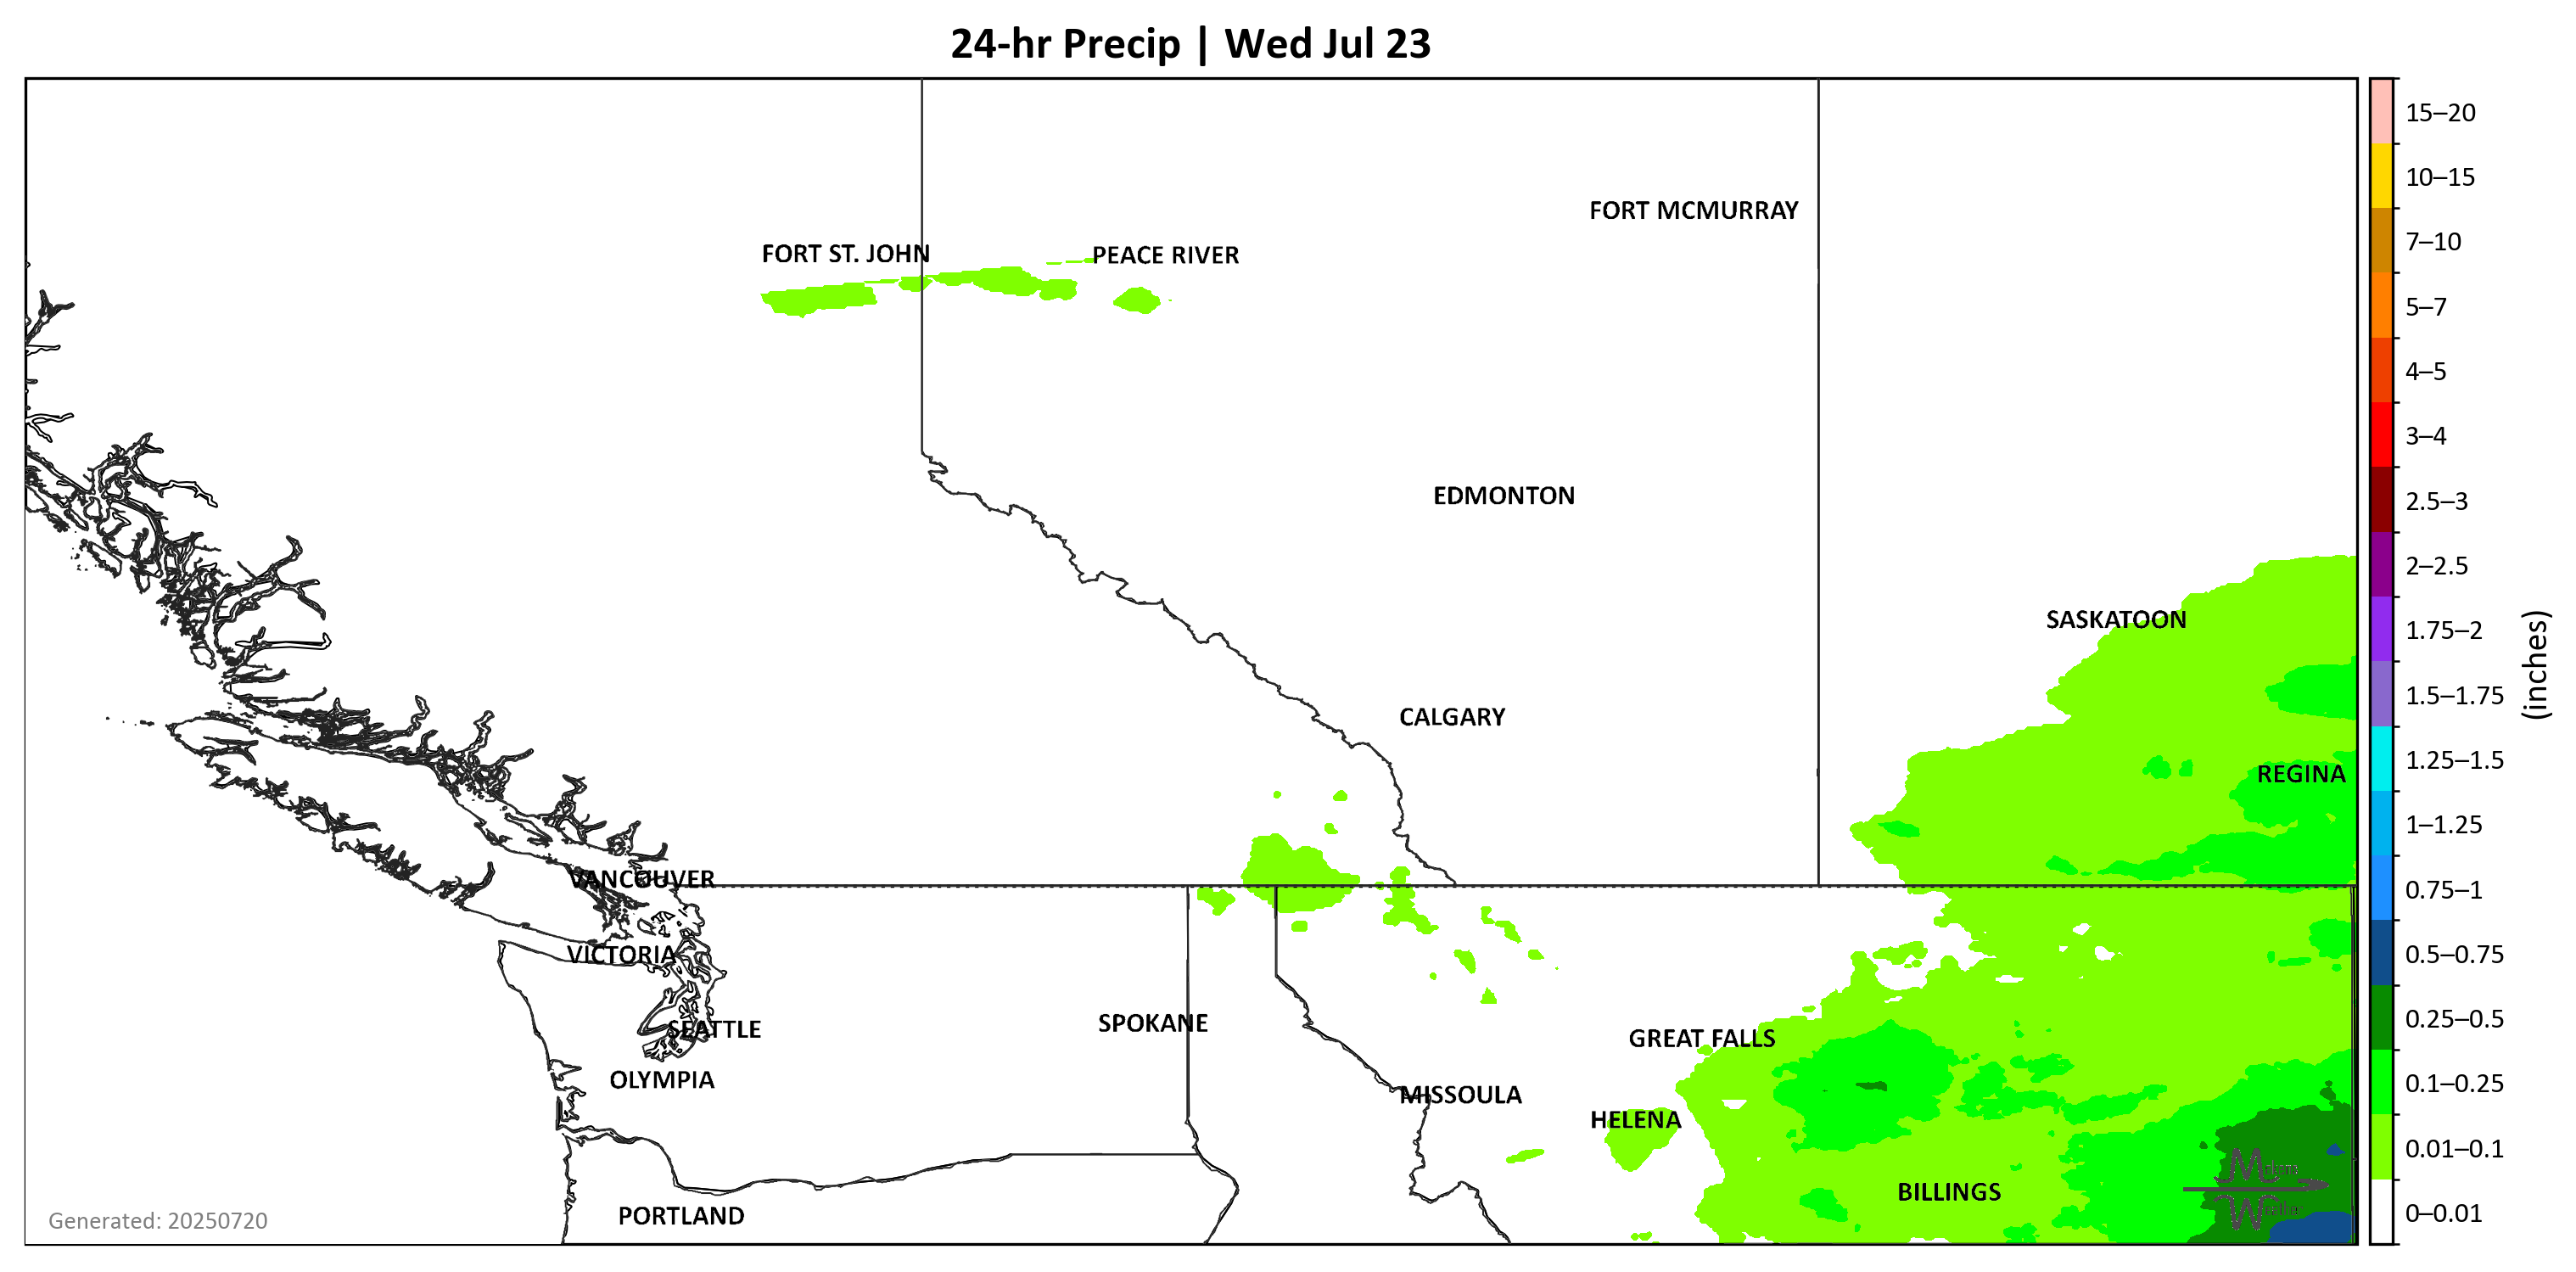 24-hr Precip | Wed Jul 23
FORT MCMURRAY
FORT ST. JOHN
PEACE RIVER
EDMONTON
SASKATOON
CALGARY
REGINA
VANCOUVER
VICTORIA
SPOKANE
SEATTLE
GREAT FALLS
OLYMPIA
MISSOULA
HELENA
BILLINGS
PORTLAND
Generated: 20250720
15–20
10–15
7–10
5–7
4–5
3–4
2.5–3
2–2.5
1.75–2
1.5–1.75
1.25–1.5
1–1.25
0.75–1
0.5–0.75
0.25–0.5
0.1–0.25
0.01–0.1
0–0.01
(inches)